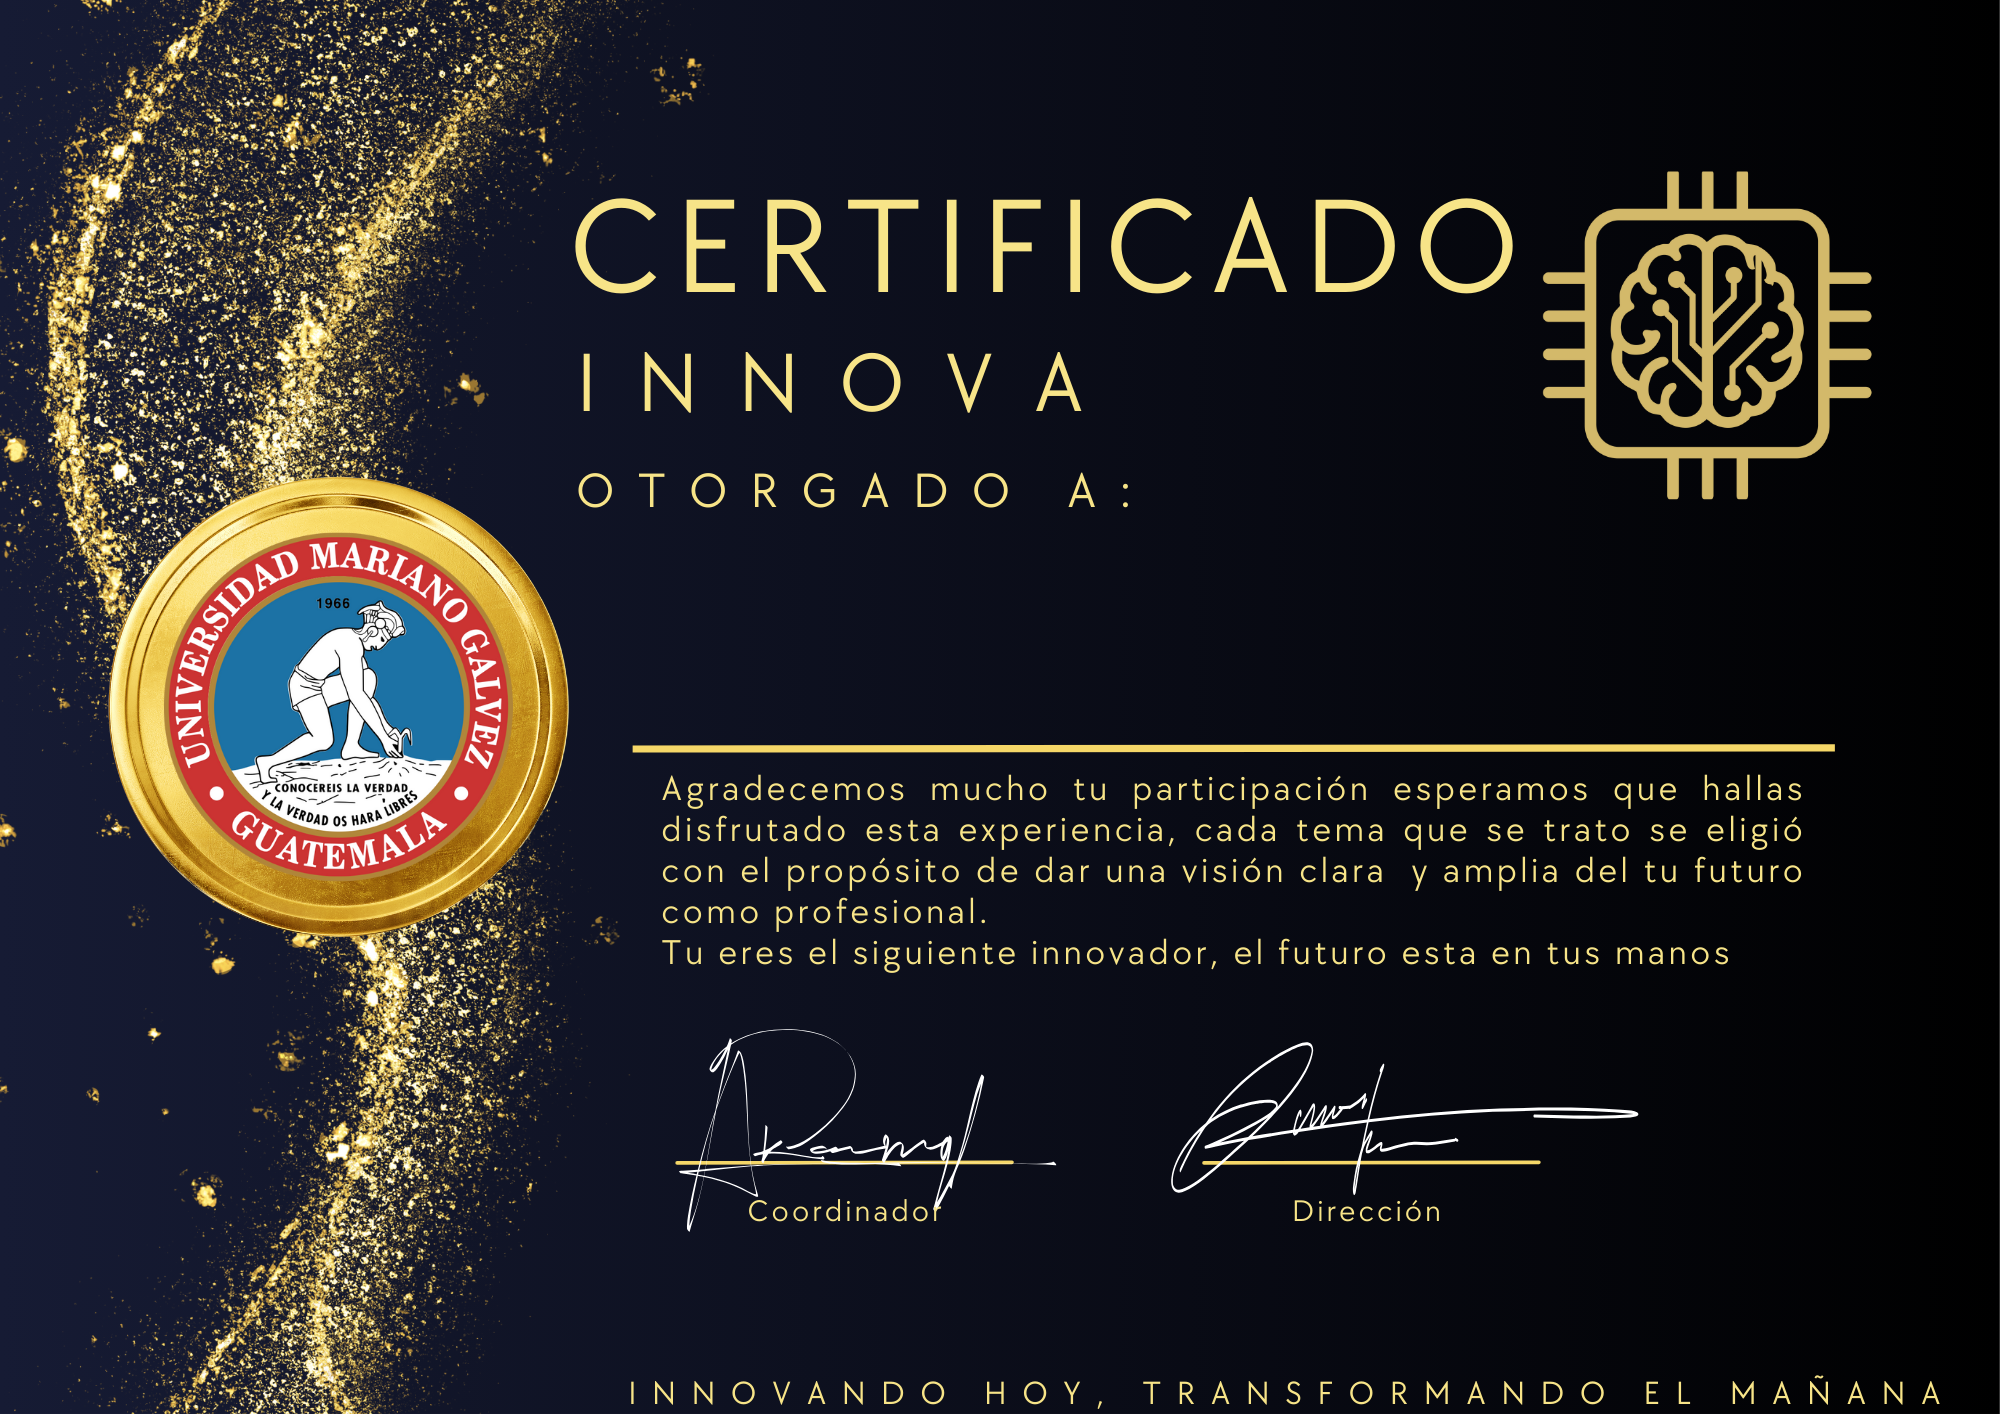 CERTIFICADO
INNOVA
OTORGADO A:
UNIVERSIDAD MARIANO GALVEZ
1966
CONOCEREIS LA VERDAD
Y LA VERDAD OS HARA LIBRES
GUATEMALA
Agradecemos mucho tu participación esperamos que hallas
disfrutado esta experiencia, cada tema que se trato se eligió
con el propósito de dar una visión clara y amplia del tu futuro
como profesional.
Tu eres el siguiente innovador, el futuro esta en tus manos
Coordinador
Dirección
INNOVANDO HOY, TRANSFORMANDO EL MAÑANA